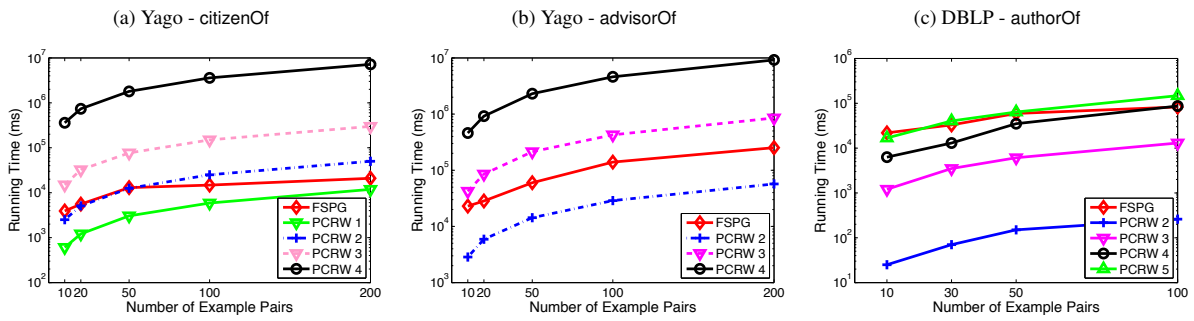 (a) Yago - citizenOf
10^7
10^6
10^5
10^4
10^3
10^2
Running Time (ms)
10 20 50 100 200
Number of Example Pairs
FSPG
PCRW 1
PCRW 2
PCRW 3
PCRW 4
(b) Yago - advisorOf
10^7
10^6
10^5
10^4
10^3
Running Time (ms)
10 20 50 100 200
Number of Example Pairs
FSPG
PCRW 2
PCRW 3
PCRW 4
(c) DBLP - authorOf
10^6
10^5
10^4
10^3
10^2
10^1
Running Time (ms)
10 30 50 100
Number of Example Pairs
FSPG
PCRW 2
PCRW 3
PCRW 4
PCRW 5